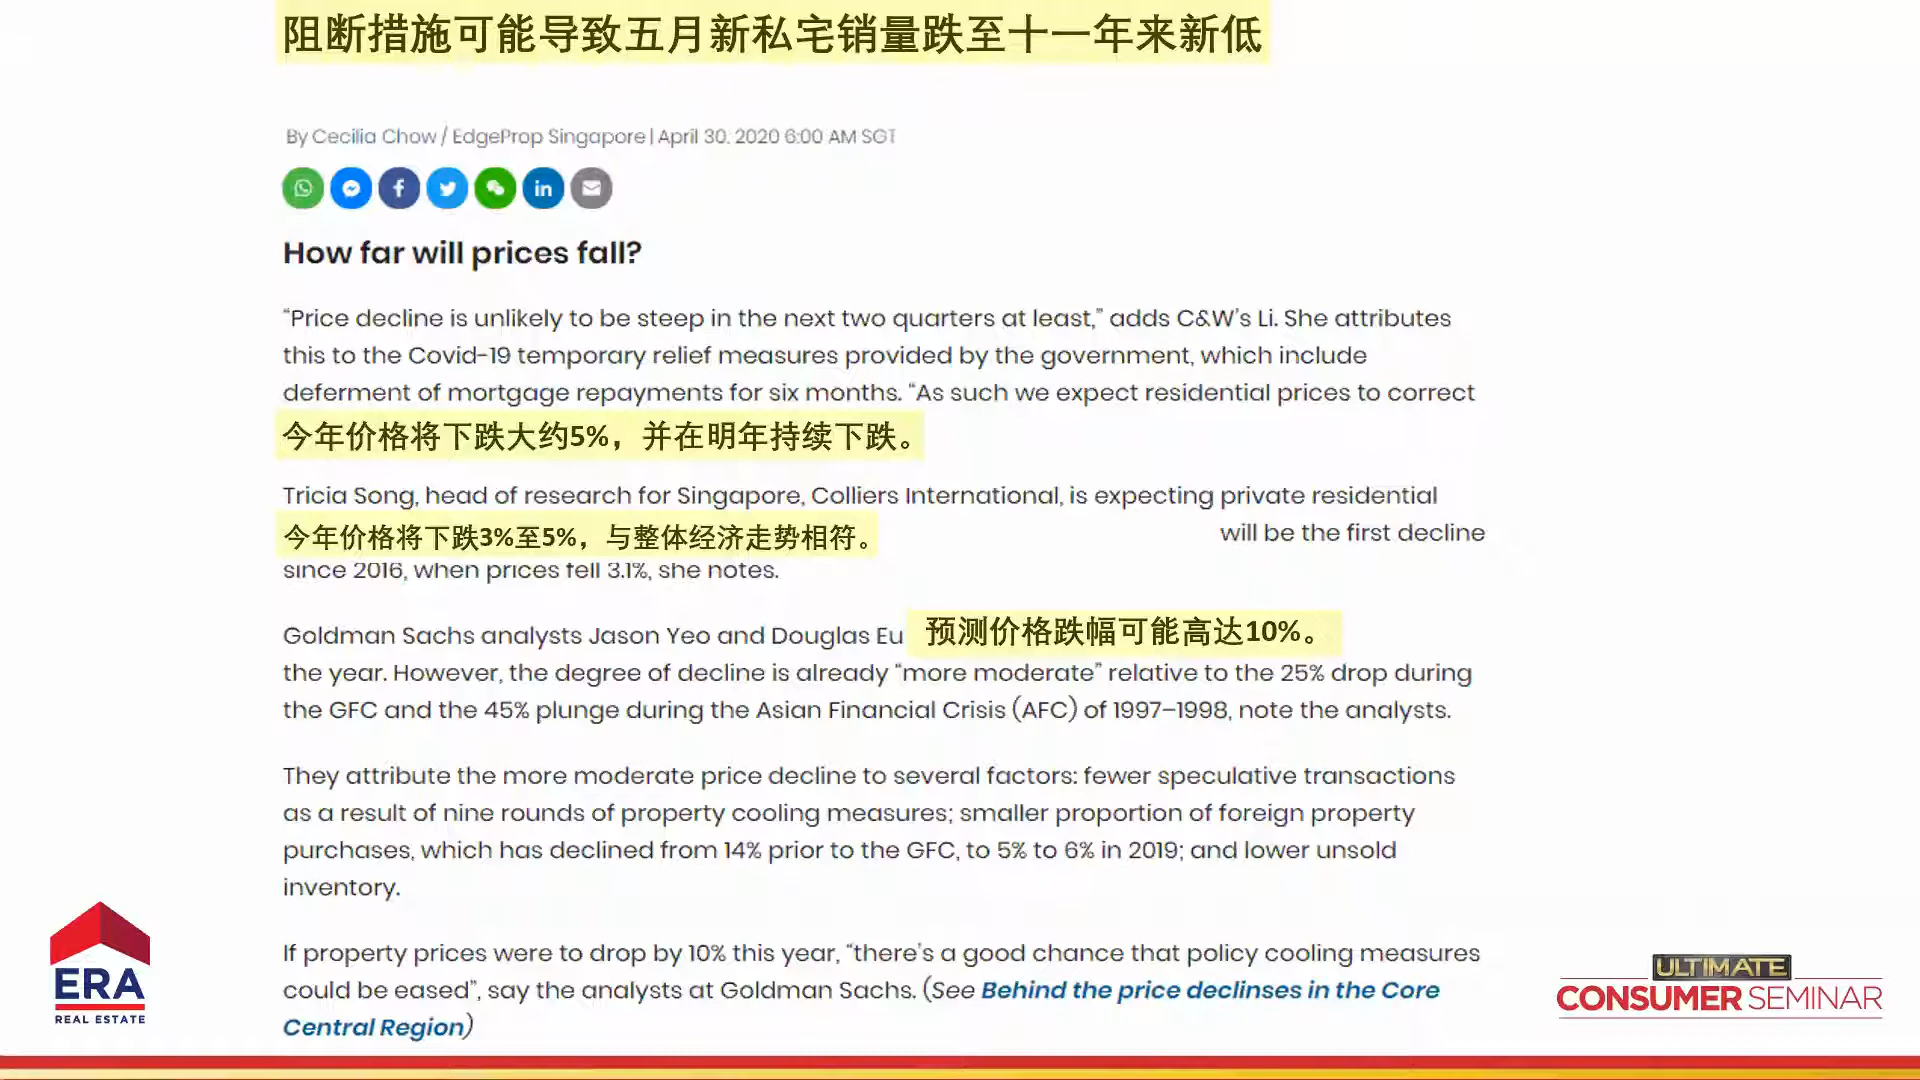 阻断措施可能导致五月新私宅销量跌至十一年来新低
By Cecilia Chow / EdgeProp Singapore | April 30, 2020 6:00 AM SGT
How far will prices fall?
“Price decline is unlikely to be steep in the next two quarters at least,” adds C&W’s Li. She attributes
this to the Covid-19 temporary relief measures provided by the government, which include
deferment of mortgage repayments for six months. “As such we expect residential prices to correct
今年价格将下跌大约5%，并在明年持续下跌。
Tricia Song, head of research for Singapore, Colliers International, is expecting private residential
今年价格将下跌3%至5%，与整体经济走势相符。 will be the first decline
since 2016, when prices fell 3.1%, she notes.
Goldman Sachs analysts Jason Yeo and Douglas Eu 预测价格跌幅可能高达10%。
the year. However, the degree of decline is already “more moderate” relative to the 25% drop during
the GFC and the 45% plunge during the Asian Financial Crisis (AFC) of 1997–1998, note the analysts.
They attribute the more moderate price decline to several factors: fewer speculative transactions
as a result of nine rounds of property cooling measures; smaller proportion of foreign property
purchases, which has declined from 14% prior to the GFC, to 5% to 6% in 2019; and lower unsold
inventory.
If property prices were to drop by 10% this year, “there’s a good chance that policy cooling measures
could be eased”, say the analysts at Goldman Sachs. (See Behind the price declinses in the Core
Central Region)
ERA
REAL ESTATE
ULTIMATE
CONSUMER SEMINAR